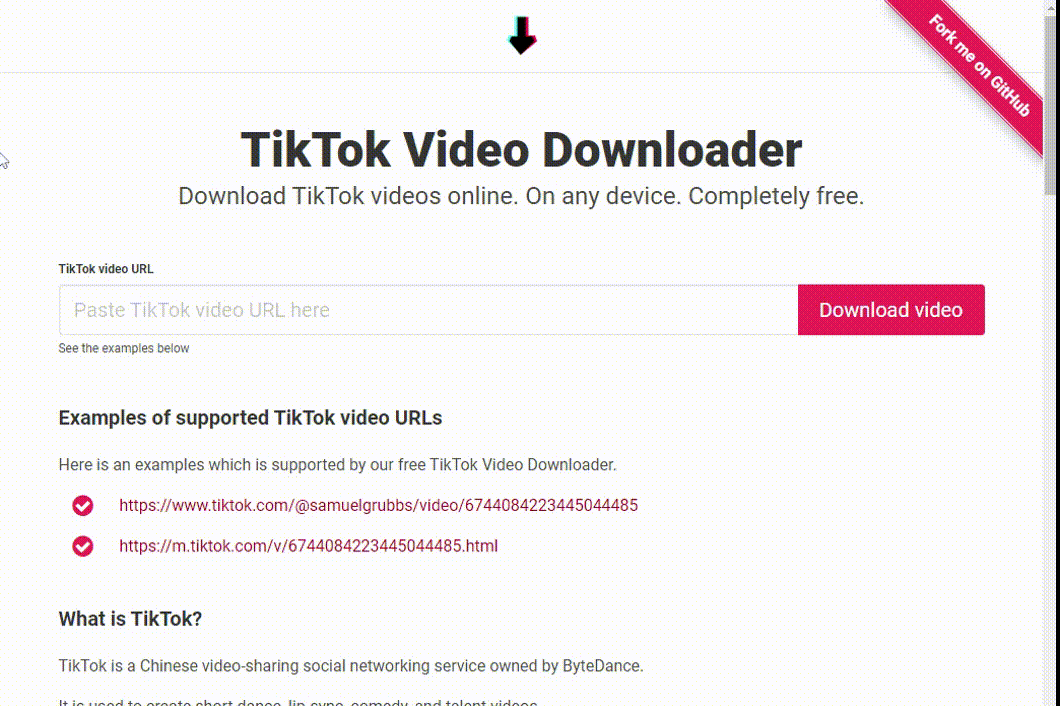 Fork me on GitHub
TikTok Video Downloader
Download TikTok videos online. On any device. Completely free.
TikTok video URL
Paste TikTok video URL here
Download video
See the examples below
Examples of supported TikTok video URLs
Here is an examples which is supported by our free TikTok Video Downloader.
https://www.tiktok.com/@samuelgrubbs/video/6744084223445044485
https://m.tiktok.com/v/6744084223445044485.html
What is TikTok?
TikTok is a Chinese video-sharing social networking service owned by ByteDance.
It is used to create short dance, lip-sync, comedy, and talent videos.